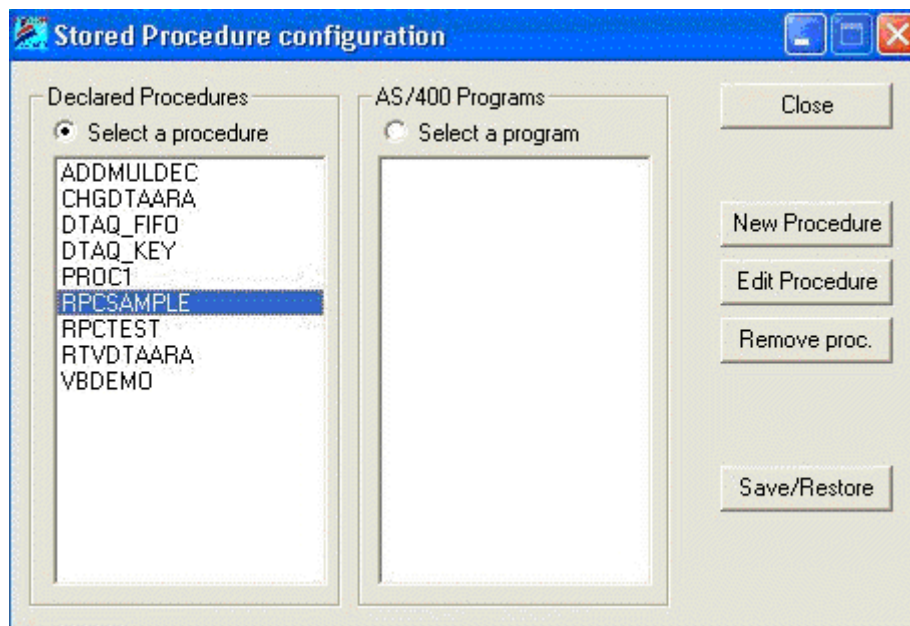 Stored Procedure configuration
Declared Procedures
Select a procedure
ADDMULDEC
CHGDTAARA
DTAQ_FIFO
DTAQ_KEY
PROC1
RPCSAMPLE
RPCTEST
RTVDTAARA
VBDEMO
AS/400 Programs
Select a program
Close
New Procedure
Edit Procedure
Remove proc.
Save/Restore